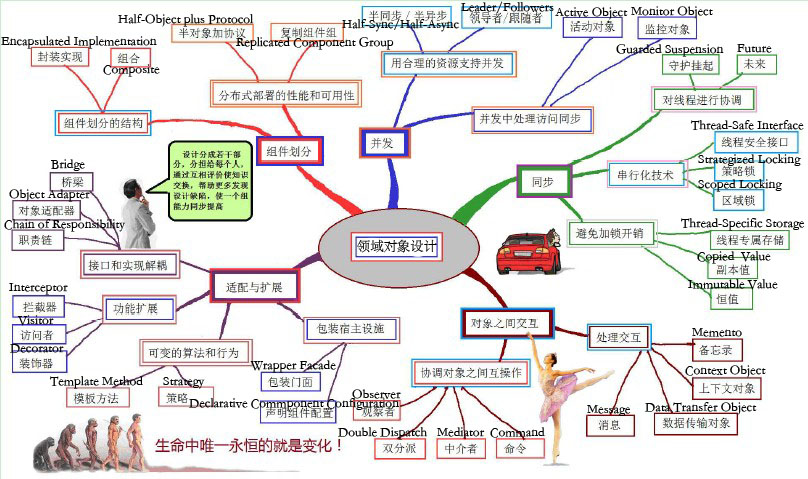 领域对象设计
组件划分
组件划分的结构
Encapsulated Implementation
封装实现
组合
Composite
分布式部署的性能和可用性
Half-Object plus Protocol
半对象加协议
复制组件组
Replicated Component Group
并发
用合理的资源支持并发
半同步/半异步
Half-Sync/Half-Async
Leader/Followers
领导者/跟随者
并发中处理访问同步
Active Object
活动对象
Monitor Object
监控对象
同步
对线程进行协调
Guarded Suspension
守护挂起
Future
未来
串行化技术
Thread-Safe Interface
线程安全接口
Strategized Locking
策略锁
Scoped Locking
区域锁
避免加锁开销
Thread-Specific Storage
线程专属存储
Copied Value
副本值
Immutable Value
恒值
对象之间交互
处理交互
Memento
备忘录
Context Object
上下文对象
Data Transfer Object
数据传输对象
Message
消息
协调对象之间互操作
Observer
观察者
Double Dispatch
双分派
Mediator
中介者
Command
命令
适配与扩展
接口和实现解耦
Bridge
桥梁
Object Adapter
对象适配器
Chain of Responsibility
职责链
功能扩展
Interceptor
拦截器
Visitor
访问者
Decorator
装饰器
可变的算法和行为
Template Method
模板方法
Strategy
策略
包装宿主设施
Wrapper Facade
包装门面
Declarative Commponent Configuration
声明组件配置
设计分成若干部
分，分担给每个人，
通过互相评价使知识
交换，帮助更多发现
设计缺陷，使一个组
能力同步提高
生命中唯一永恒的就是变化！